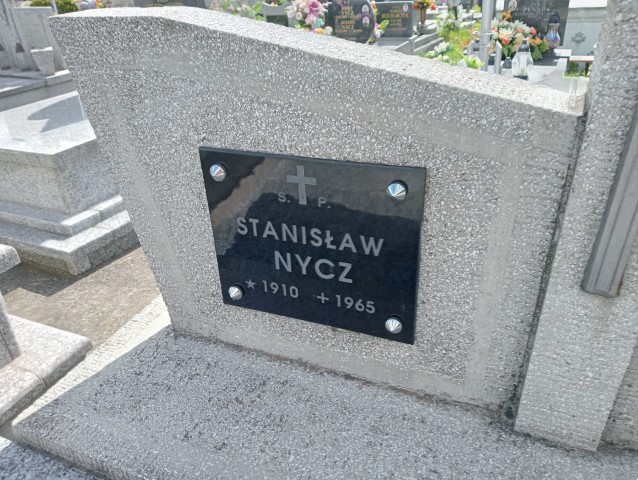 S. P.
STANISŁAW
NYCZ
★ 1910 + 1965